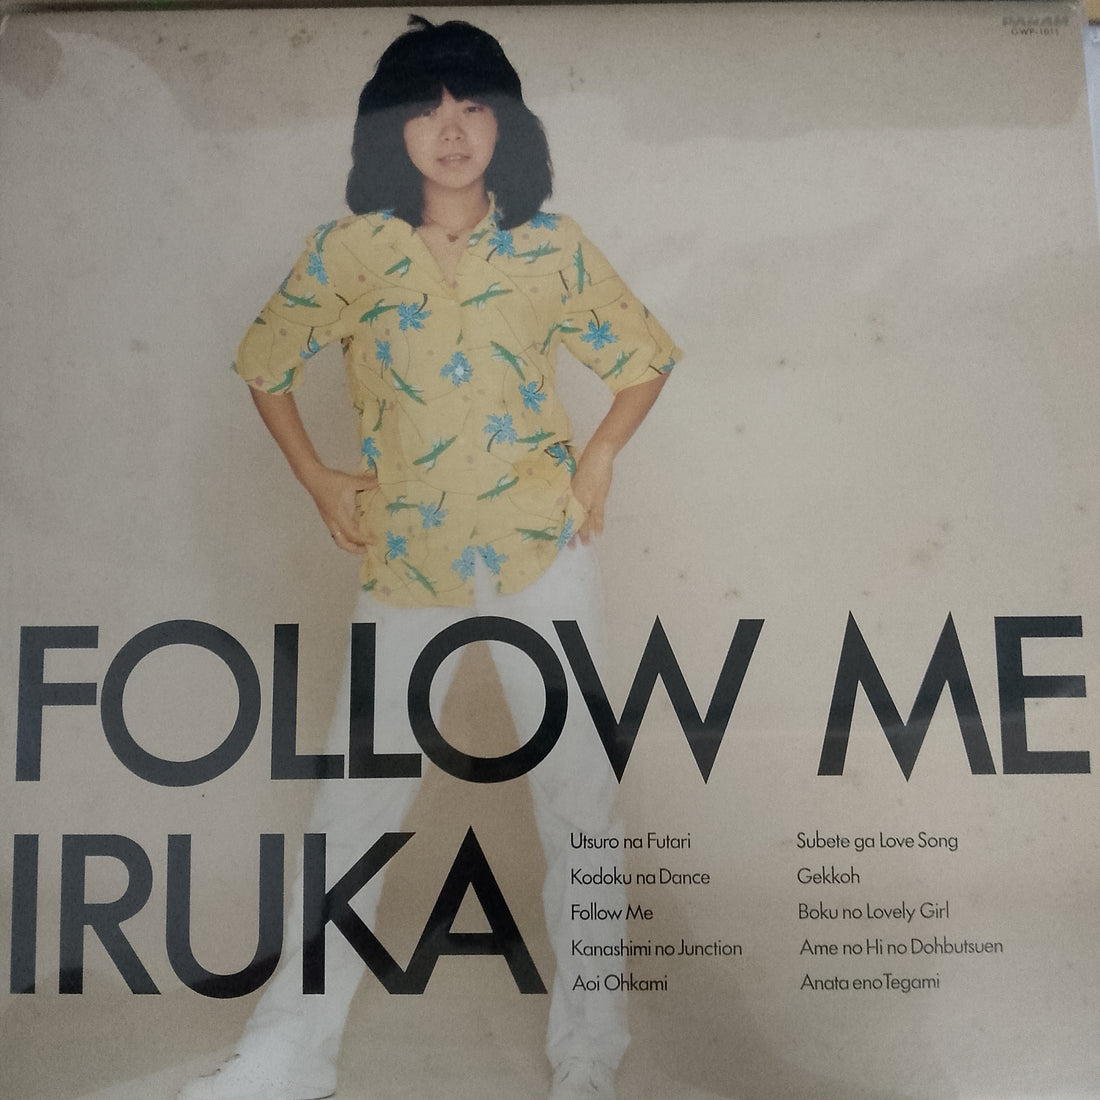 PANAM
GWP-1011
FOLLOW ME
IRUKA
Utsuro na Futari
Kodoku na Dance
Follow Me
Kanashimi no Junction
Aoi Ohkami
Subete ga Love Song
Gekkoh
Boku no Lovely Girl
Ame no Hi no Dohbutsuen
Anata eno Tegami